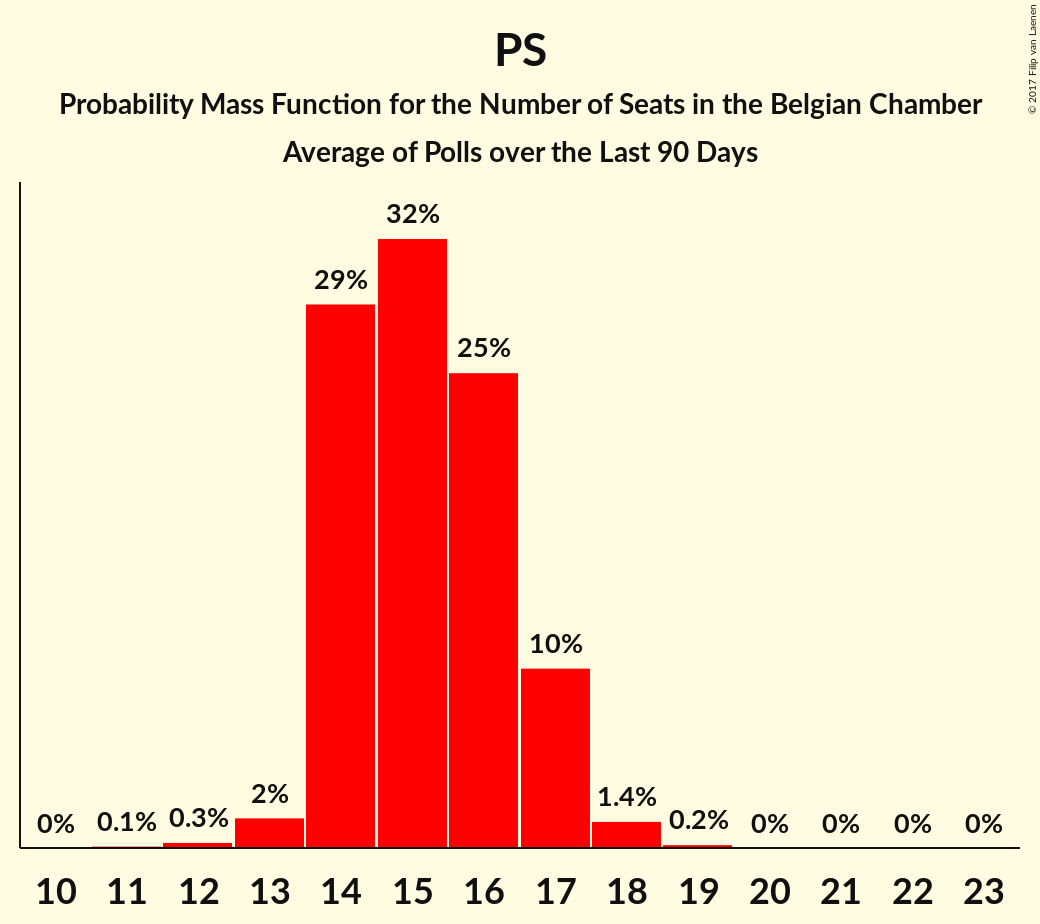 PS
Probability Mass Function for the Number of Seats in the Belgian Chamber
Average of Polls over the Last 90 Days
© 2017 Filip van Laenen
0% 0.1% 0.3% 2% 29% 32% 25% 10% 1.4% 0.2% 0% 0% 0% 0%
10 11 12 13 14 15 16 17 18 19 20 21 22 23